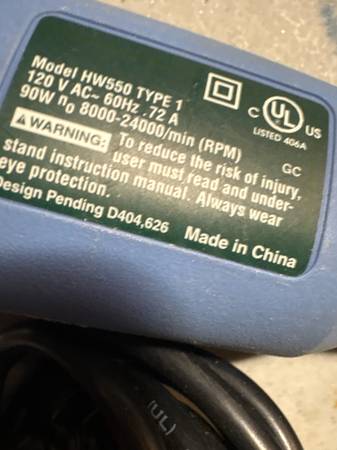 Model HW550 TYPE 1
120 V AC~ 60Hz .72 A
90W n₀ 8000-24000/min (RPM)
C UL US
LISTED 406A
GC
WARNING: To reduce the risk of injury,
user must read and under-
stand instruction manual. Always wear
eye protection.
Design Pending D404,626
Made in China
(UL)